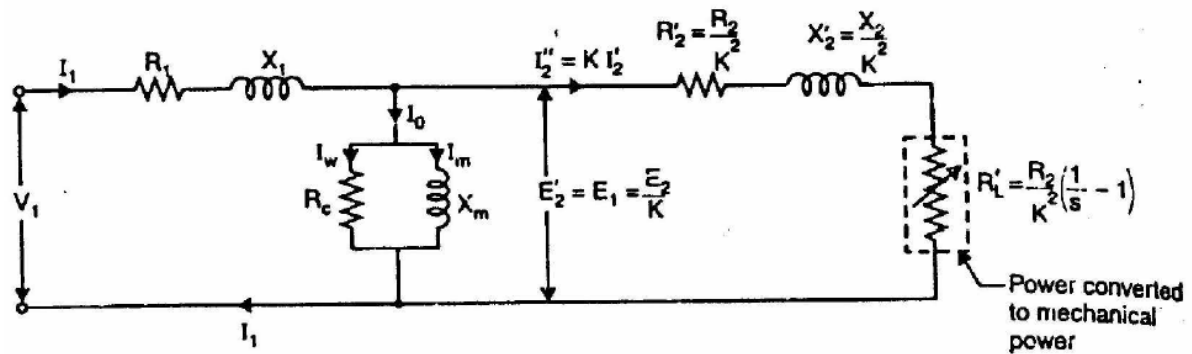 I₁
R₁
X₁
I₂'' = K I₂'
R₂' = R₂/K²
X₂' = X₂/K²
I₀
I_w
I_m
R_c
X_m
V₁
E₂' = E₁ = E₂/K
R_L' = R₂/K² (1/s − 1)
I₁
Power converted
to mechanical
power